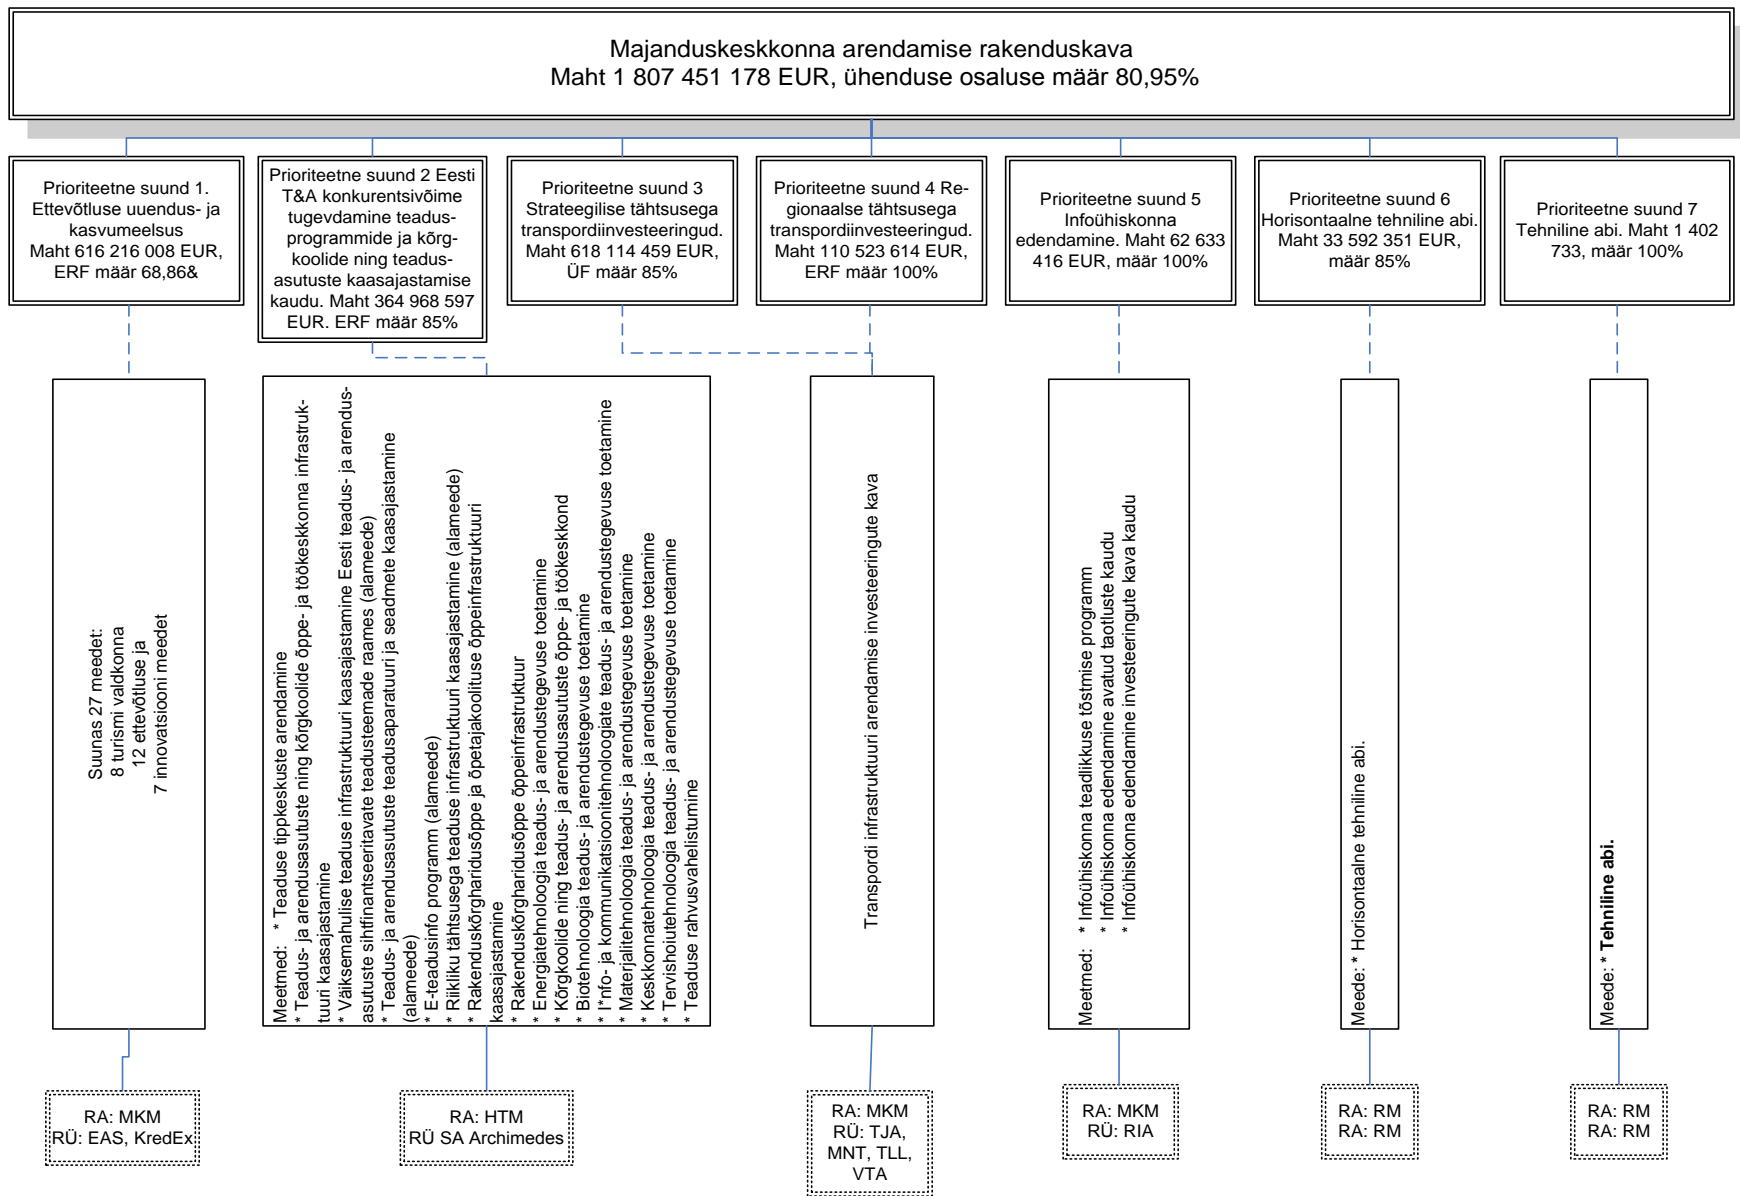 Majanduskeskkonna arendamise rakenduskava
Maht 1 807 451 178 EUR, ühenduse osaluse määr 80,95%
Prioriteetne suund 1.
Ettevõtluse uuendus- ja
kasvumeelsus
Maht 616 216 008 EUR,
ERF määr 68,86&
Prioriteetne suund 2 Eesti
T&A konkurentsivõime
tugevdamine teadus-
programmide ja kõrg-
koolide ning teadus-
asutuste kaasajastamise
kaudu. Maht 364 968 597
EUR. ERF määr 85%
Prioriteetne suund 3
Strateegilise tähtsusega
transpordiinvesteeringud.
Maht 618 114 459 EUR,
ÜF määr 85%
Prioriteetne suund 4 Re-
gionaalse tähtsusega
transpordiinvesteeringud.
Maht 110 523 614 EUR,
ERF määr 100%
Prioriteetne suund 5
Infoühiskonna
edendamine. Maht 62 633
416 EUR, määr 100%
Prioriteetne suund 6
Horisontaalne tehniline abi.
Maht 33 592 351 EUR,
määr 85%
Prioriteetne suund 7
Tehniline abi. Maht 1 402
733, määr 100%
Suunas 27 meedet:
8 turismi valdkonna
12 ettevõtluse ja
7 innovatsiooni meedet
Meetmed: * Teaduse tippkeskuste arendamine
* Teadus- ja arendusasutuste ning kõrgkoolide õppe- ja töökeskkonna infrastruk-
tuuri kaasajastamine
* Väiksemahulise teaduse infrastruktuuri kaasajastamine Eesti teadus- ja arendus-
asutuste sihtfinantseeritavate teadusteemade raames (alameede)
* Teadus- ja arendusasutuste teadusaparatuuri ja seadmete kaasajastamine
(alameede)
* E-teadusinfo programm (alameede)
* Riikliku tähtsusega teaduse infrastruktuuri kaasajastamine (alameede)
* Rakenduskõrgharidusõppe ja õpetajakoolituse õppeinfrastruktuuri
kaasajastamine
* Rakenduskõrgharidusõppe õppeinfrastruktuur
* Energiatehnoloogia teadus- ja arendustegevuse toetamine
* Kõrgkoolide ning teadus- ja arendusasutuste õppe- ja töökeskkond
* Biotehnoloogia teadus- ja arendustegevuse toetamine
* I*nfo- ja kommunikatsioonitehnoloogiate teadus- ja arendustegevuse toetamine
* Materjalitehnoloogia teadus- ja arendustegevuse toetamine
* Keskkonnatehnoloogia teadus- ja arendustegevuse toetamine
* Tervishoiutehnoloogia teadus- ja arendustegevuse toetamine
* Teaduse rahvusvahelistumine
Transpordi infrastruktuuri arendamise investeeringute kava
Meetmed: * Infoühiskonna teadlikkuse tõstmise programm
* Infoühiskonna edendamine avatud taotluste kaudu
* Infoühiskonna edendamine investeeringute kava kaudu
Meede: * Horisontaalne tehniline abi.
Meede: * Tehniline abi.
RA: MKM
RÜ: EAS, KredEx
RA: HTM
RÜ SA Archimedes
RA: MKM
RÜ: TJA,
MNT, TLL,
VTA
RA: MKM
RÜ: RIA
RA: RM
RA: RM
RA: RM
RA: RM